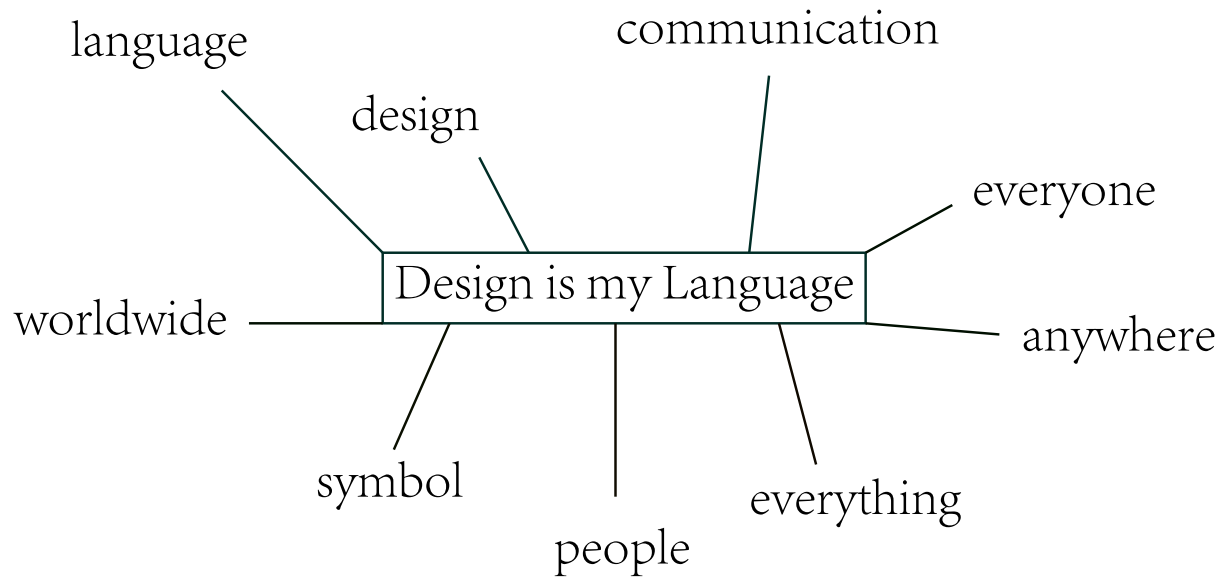 communication
language
design
everyone
Design is my Language
worldwide
anywhere
symbol
everything
people